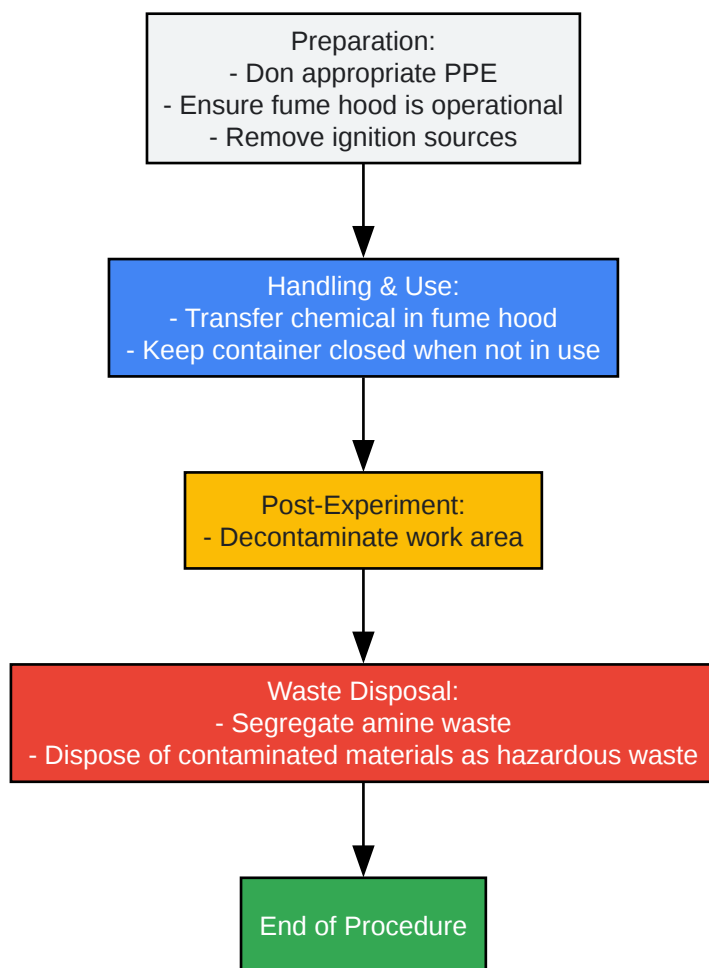 Preparation:
- Don appropriate PPE
- Ensure fume hood is operational
- Remove ignition sources
Handling & Use:
- Transfer chemical in fume hood
- Keep container closed when not in use
Post-Experiment:
- Decontaminate work area
Waste Disposal:
- Segregate amine waste
- Dispose of contaminated materials as hazardous waste
End of Procedure